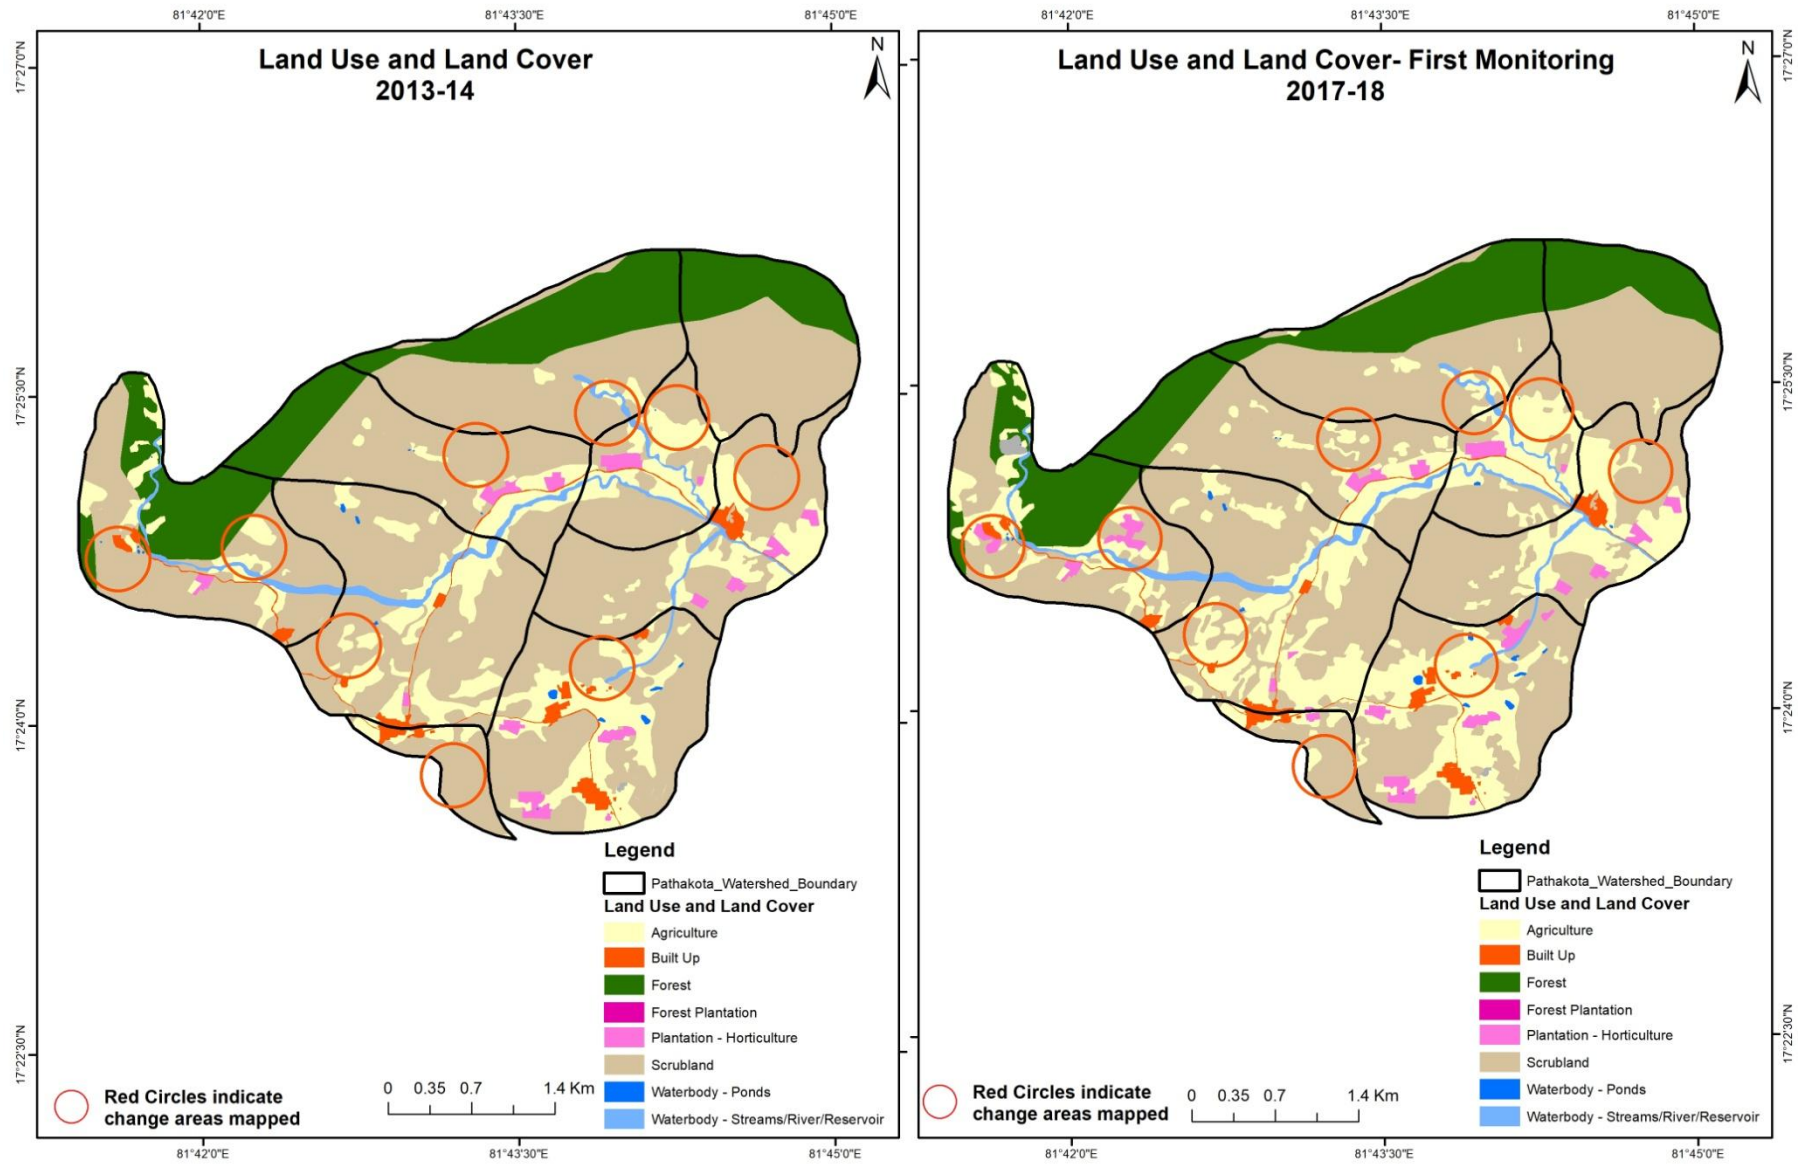 81°42'0"E 81°43'30"E 81°45'0"E
17°27'0"N
Land Use and Land Cover
2013-14
N
17°25'30"N
17°24'0"N
17°22'30"N
Legend
Pathakota_Watershed_Boundary
Land Use and Land Cover
Agriculture
Built Up
Forest
Forest Plantation
Plantation - Horticulture
Scrubland
Waterbody - Ponds
Waterbody - Streams/River/Reservoir
Red Circles indicate
change areas mapped
0 0.35 0.7 1.4 Km
81°42'0"E 81°43'30"E 81°45'0"E
81°42'0"E 81°43'30"E 81°45'0"E
Land Use and Land Cover- First Monitoring
2017-18
N
17°27'0"N
17°25'30"N
17°24'0"N
17°22'30"N
Legend
Pathakota_Watershed_Boundary
Land Use and Land Cover
Agriculture
Built Up
Forest
Forest Plantation
Plantation - Horticulture
Scrubland
Waterbody - Ponds
Waterbody - Streams/River/Reservoir
Red Circles indicate
change areas mapped
0 0.35 0.7 1.4 Km
81°42'0"E 81°43'30"E 81°45'0"E